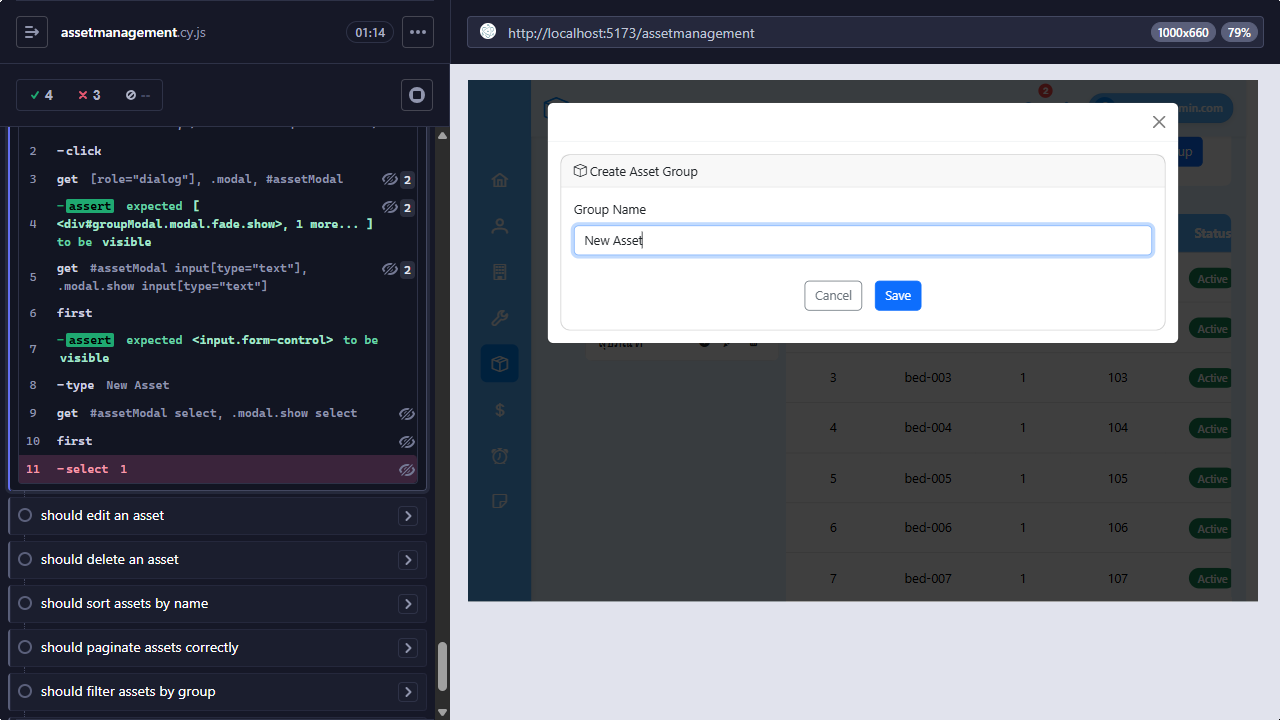 assetmanagement.cy.js
01:14
4
3
--
2
-click
3
get [role="dialog"], .modal, #assetModal
2
4
-assert expected [ <div#groupModal.modal.fade.show>, 1 more... ] to be visible
2
5
get #assetModal input[type="text"], .modal.show input[type="text"]
2
6
first
7
-assert expected <input.form-control> to be visible
8
-type New Asset
9
get #assetModal select, .modal.show select
10
first
11
-select 1
should edit an asset
should delete an asset
should sort assets by name
should paginate assets correctly
should filter assets by group
http://localhost:5173/assetmanagement
1000x660
79%
2
min.com
up
Create Asset Group
Group Name
New Asset
Cancel
Save
Status
Active
Active
3 bed-003 1 103 Active
4 bed-004 1 104 Active
5 bed-005 1 105 Active
6 bed-006 1 106 Active
7 bed-007 1 107 Active